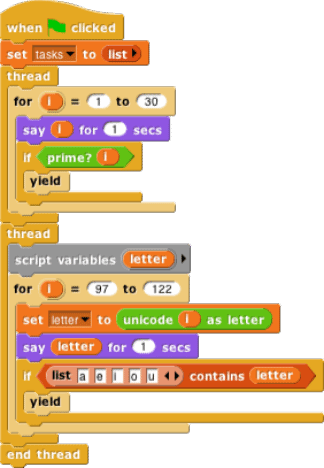 when clicked
set tasks to list
thread
for i = 1 to 30
say i for 1 secs
if prime? i
yield
thread
script variables letter
for i = 97 to 122
set letter to unicode i as letter
say letter for 1 secs
if list a e i o u contains letter
yield
end thread